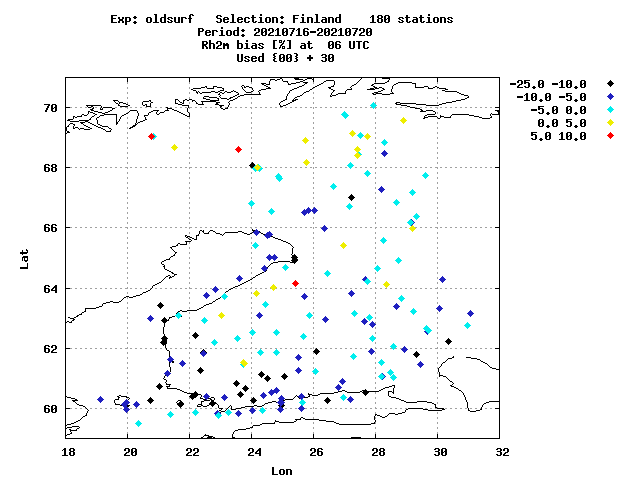 Exp: oldsurf   Selection: Finland    180 stations
Period: 20210716-20210720
Rh2m bias [%] at  06 UTC
Used {00} + 30
-25.0 -10.0
-10.0 -5.0
-5.0 0.0
0.0 5.0
5.0 10.0
70
68
66
64
62
60
Lat
18 20 22 24 26 28 30 32
Lon